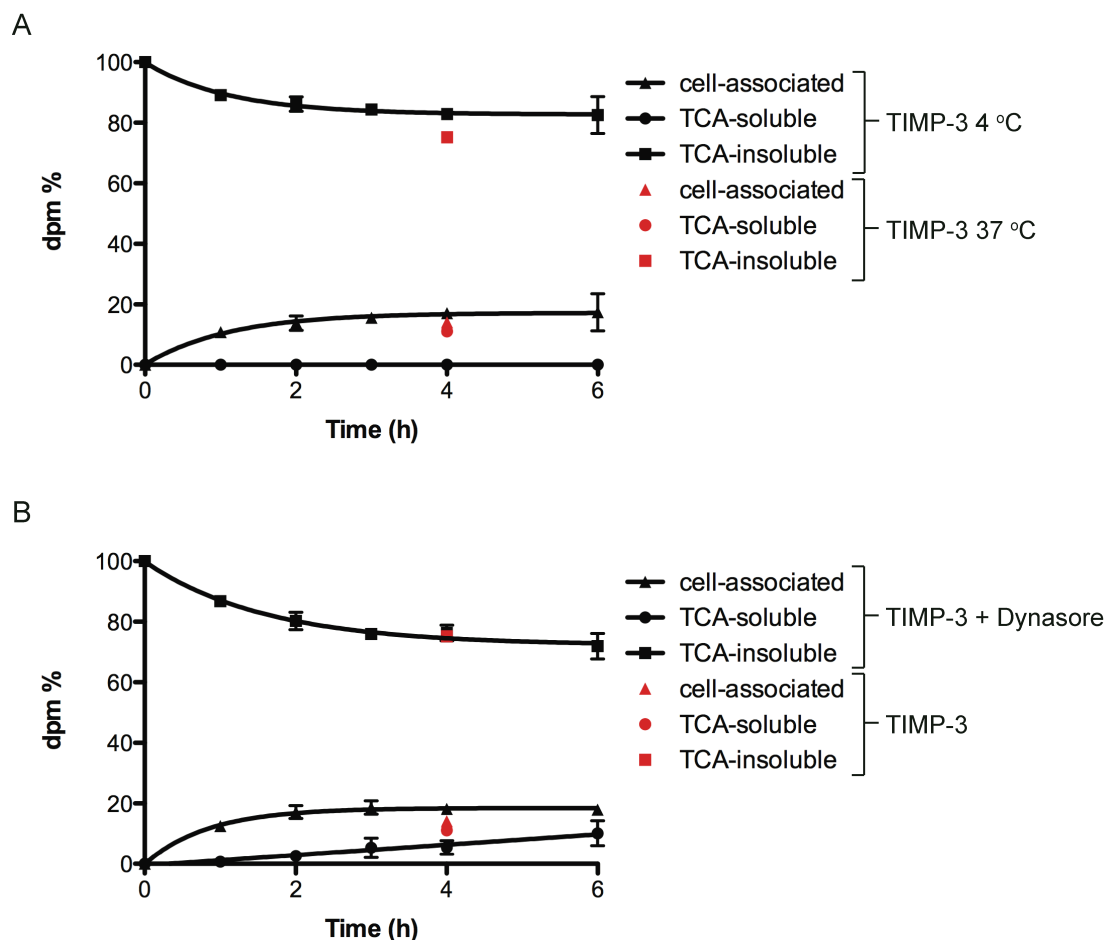 A
100
80
60
40
20
0
dpm %
0 2 4 6
Time (h)
cell-associated
TCA-soluble
TCA-insoluble
TIMP-3 4 °C
cell-associated
TCA-soluble
TCA-insoluble
TIMP-3 37 °C
B
100
80
60
40
20
0
dpm %
0 2 4 6
Time (h)
cell-associated
TCA-soluble
TCA-insoluble
TIMP-3 + Dynasore
cell-associated
TCA-soluble
TCA-insoluble
TIMP-3